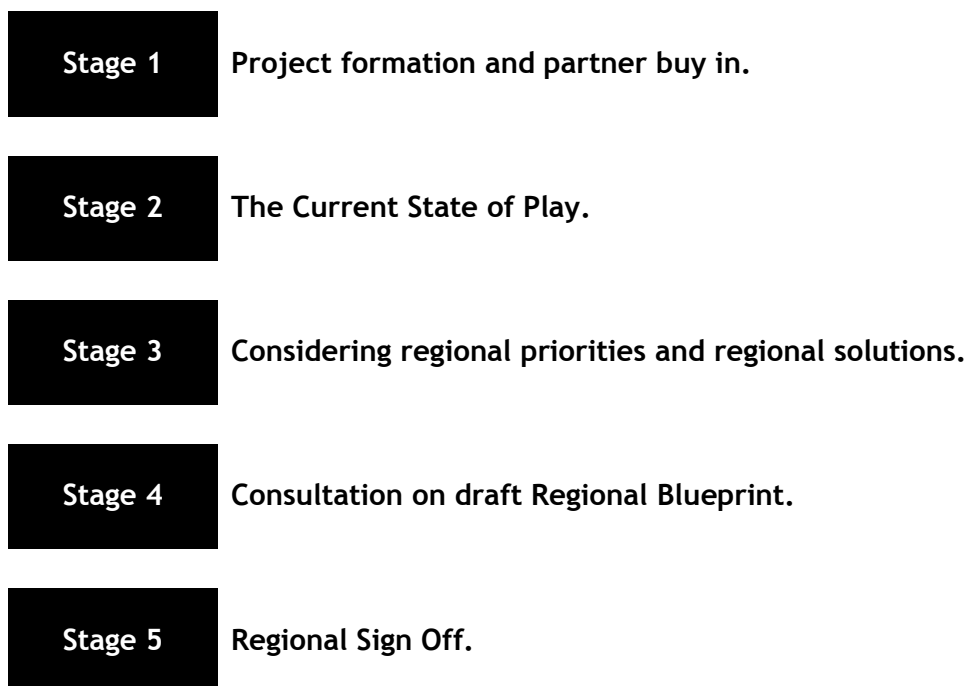 Stage 1 Project formation and partner buy in.
Stage 2 The Current State of Play.
Stage 3 Considering regional priorities and regional solutions.
Stage 4 Consultation on draft Regional Blueprint.
Stage 5 Regional Sign Off.